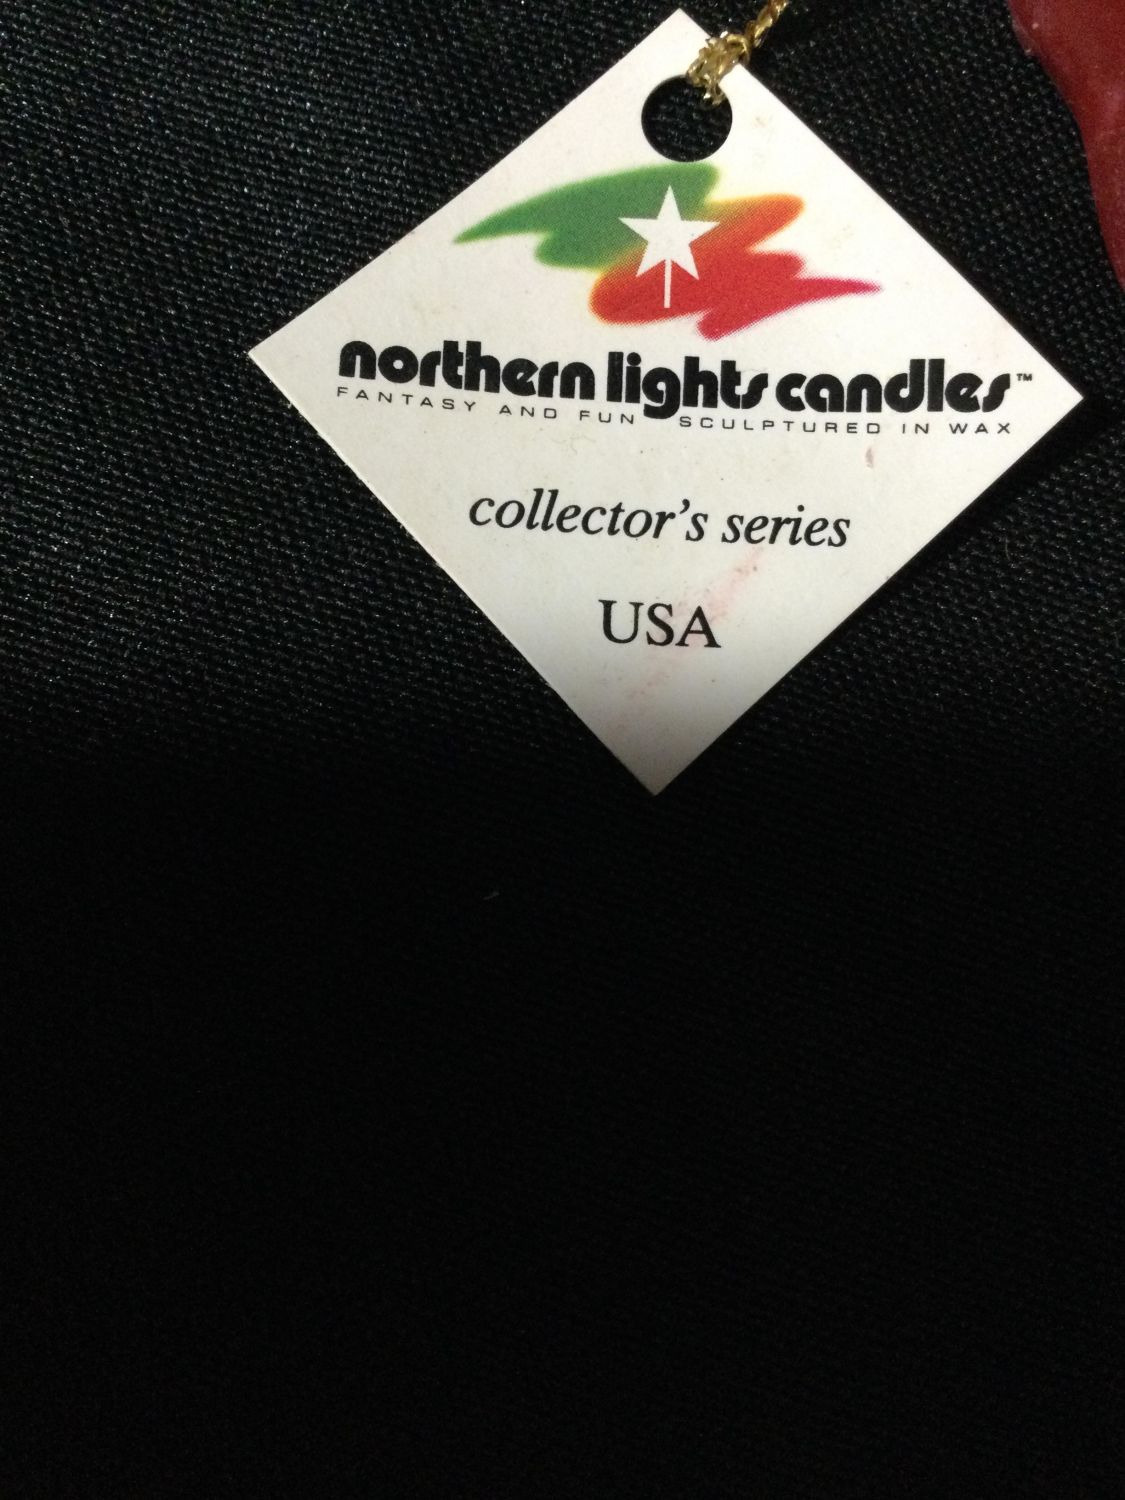 northern lights candles™
FANTASY AND FUN SCULPTURED IN WAX
collector's series
USA